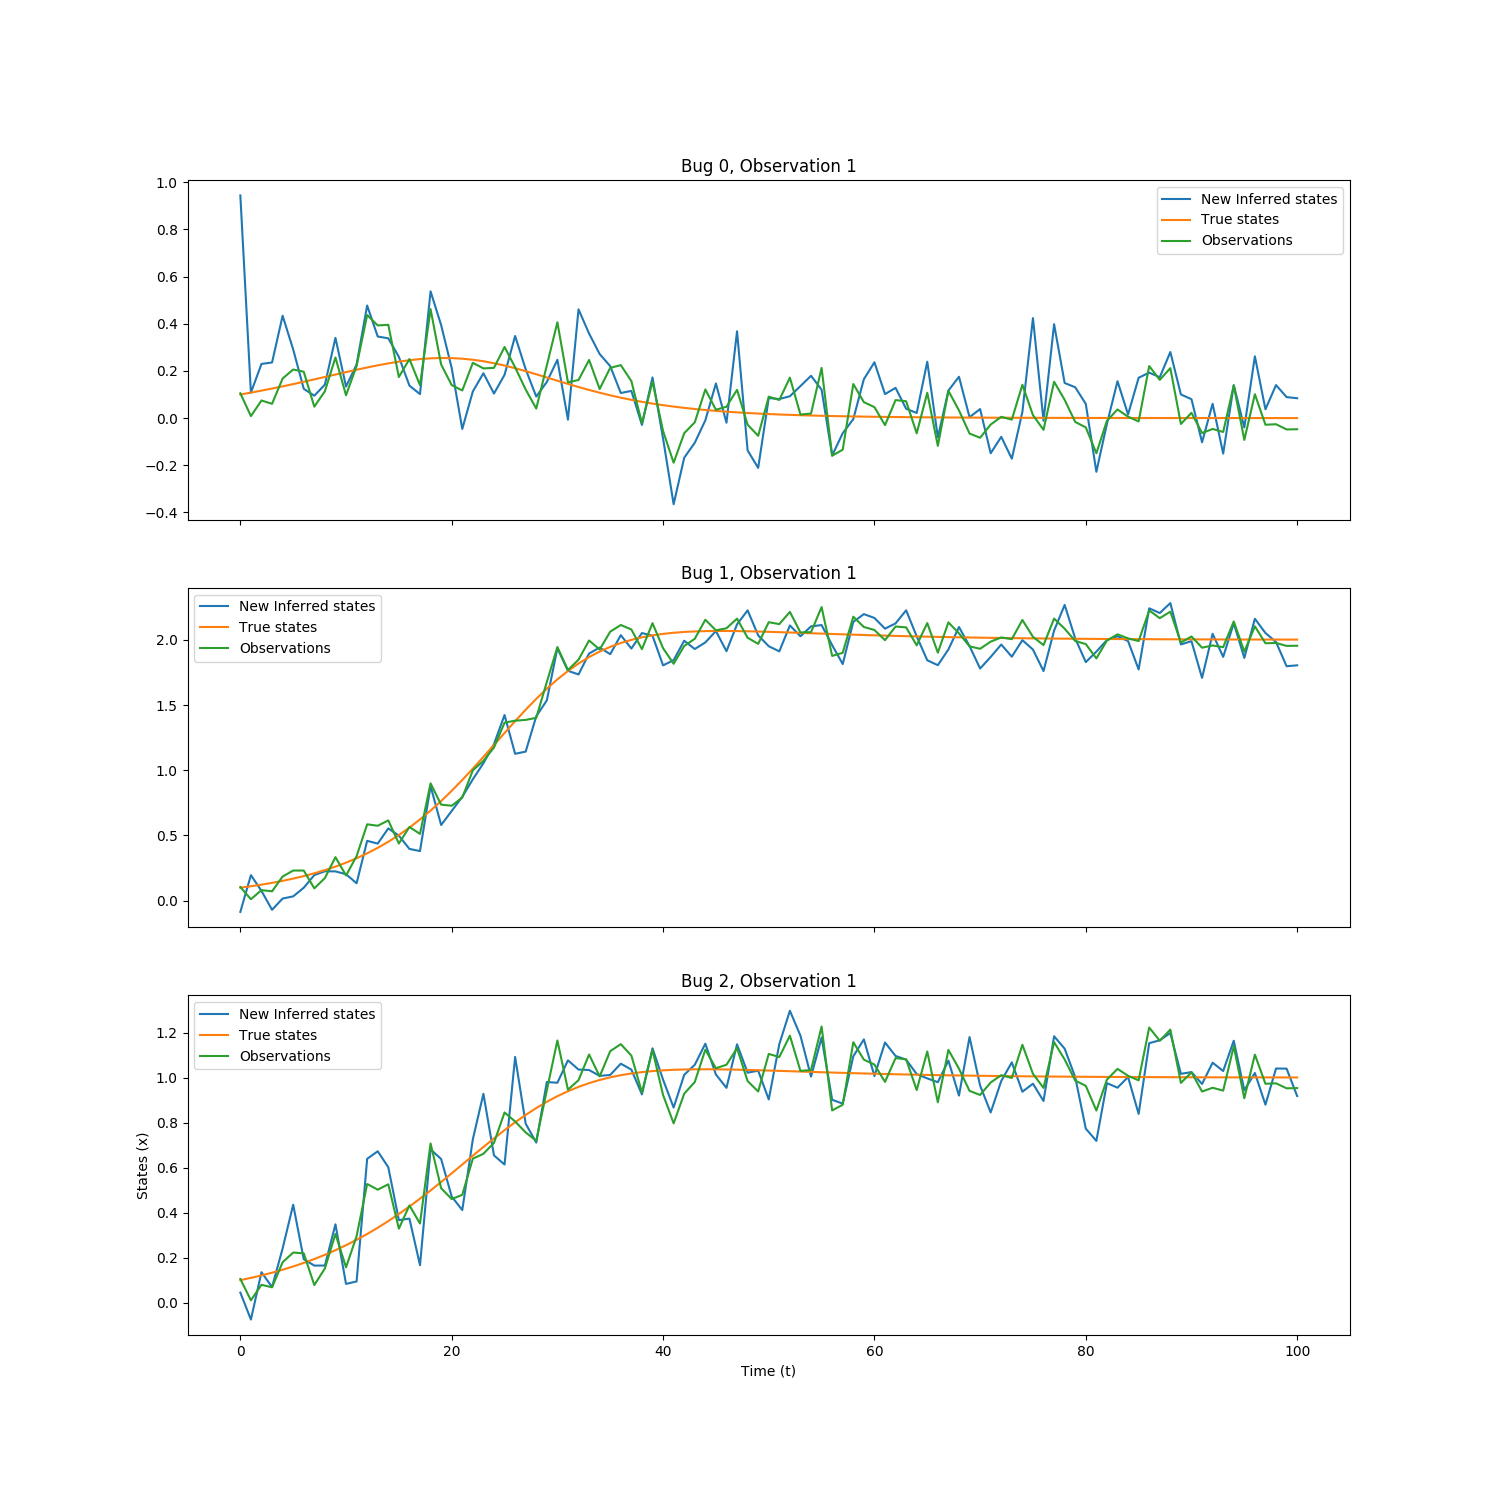 Bug 0, Observation 1
1.0
0.8
0.6
0.4
0.2
0.0
−0.2
−0.4
New Inferred states
True states
Observations
Bug 1, Observation 1
2.0
1.5
1.0
0.5
0.0
New Inferred states
True states
Observations
Bug 2, Observation 1
1.2
1.0
0.8
0.6
0.4
0.2
0.0
States (x)
New Inferred states
True states
Observations
0 20 40 60 80 100
Time (t)